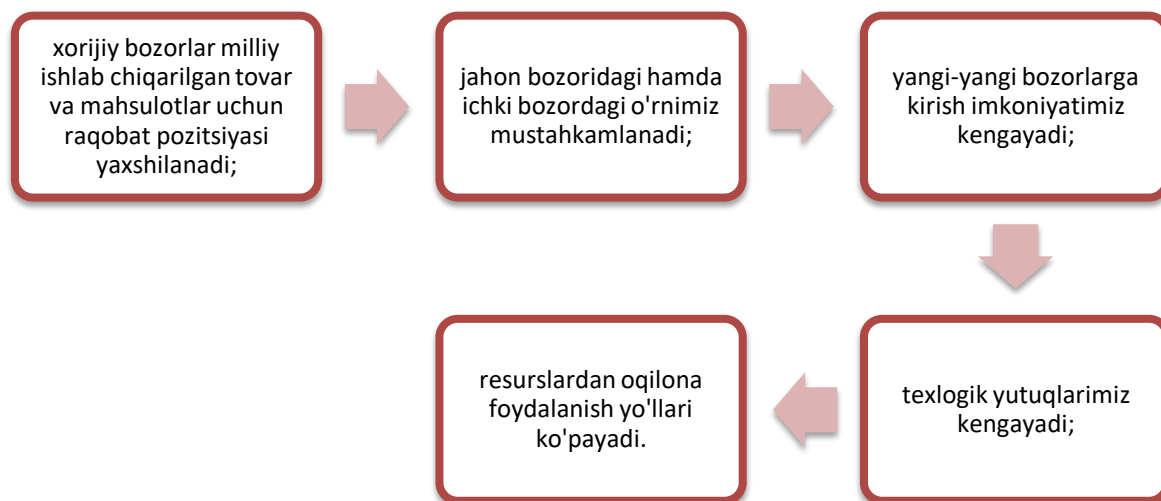 xorijiy bozorlar milliy
ishlab chiqarilgan tovar
va mahsulotlar uchun
raqobat pozitsiyasi
yaxshilanadi;
jahon bozoridagi hamda
ichki bozordagi o'rnimiz
mustahkamlanadi;
yangi-yangi bozorlarga
kirish imkoniyatimiz
kengayadi;
texlogik yutuqlarimiz
kengayadi;
resurslardan oqilona
foydalanish yo'llari
ko'payadi.